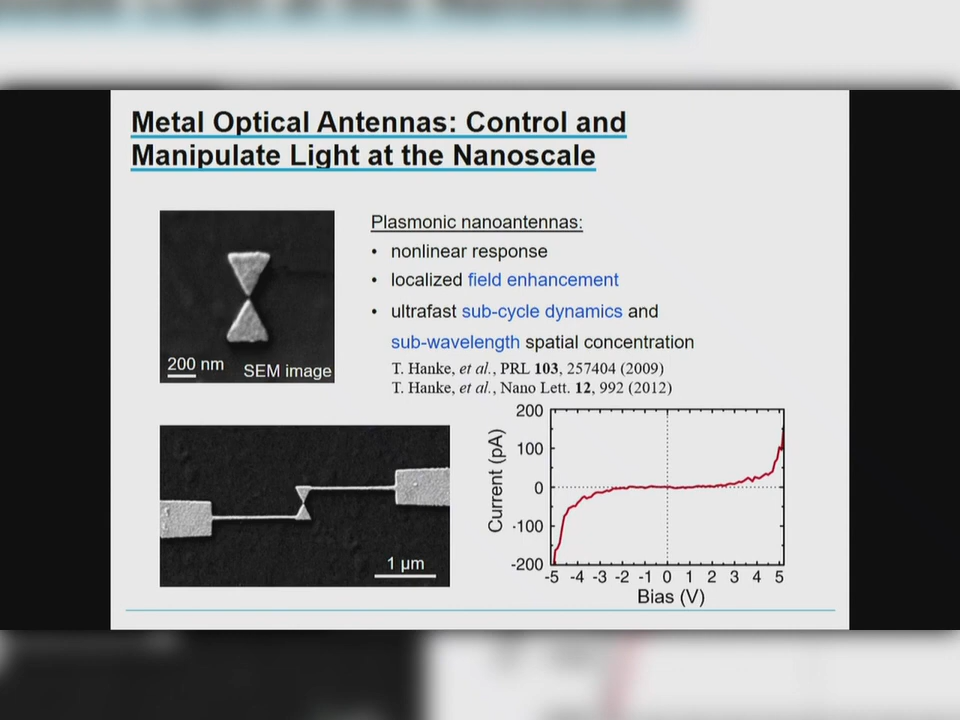 Metal Optical Antennas: Control and
Manipulate Light at the Nanoscale
Plasmonic nanoantennas:
• nonlinear response
• localized field enhancement
• ultrafast sub-cycle dynamics and
sub-wavelength spatial concentration
T. Hanke, et al., PRL 103, 257404 (2009)
T. Hanke, et al., Nano Lett. 12, 992 (2012)
200 nm
SEM image
1 µm
Current (pA)
200
100
0
-100
-200
-5 -4 -3 -2 -1 0 1 2 3 4 5
Bias (V)